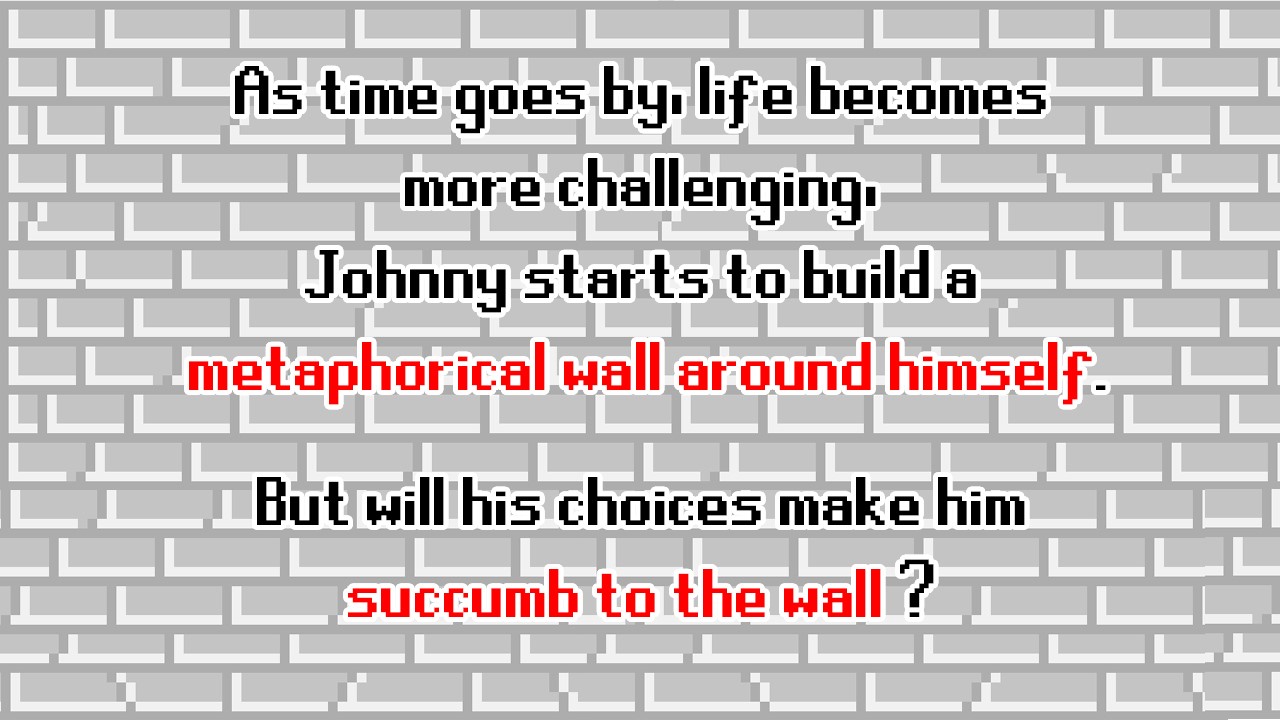 As time goes by, life becomes
more challenging,
Johnny starts to build a
metaphorical wall around himself.
But will his choices make him
succumb to the wall ?